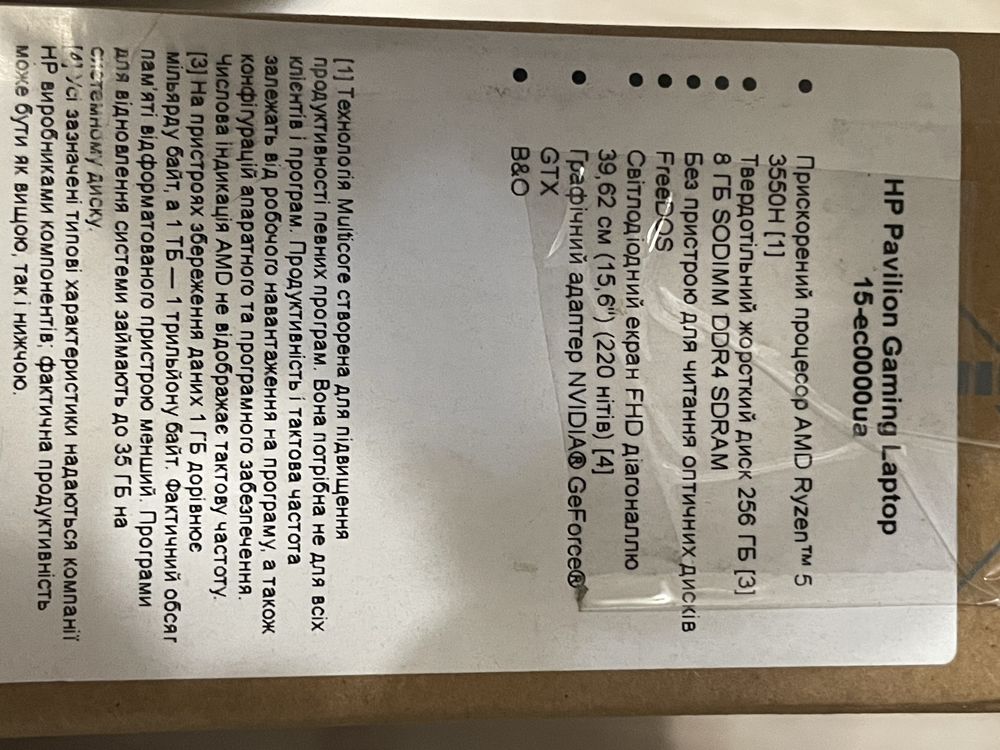 HP Pavilion Gaming Laptop
15-ec0000ua
• Прискорений процесор AMD Ryzen™ 5
3550H [1]
• Твердотільний жорсткий диск 256 ГБ [3]
• 8 ГБ SODIMM DDR4 SDRAM
• Без пристрою для читання оптичних дисків
• FreeDOS
• Світлодіодний екран FHD діагоналлю
39,62 см (15,6") (220 нітів) [4]
• Графічний адаптер NVIDIA® GeForce®
GTX
• B&O
[1] Технологія Multicore створена для підвищення
продуктивності певних програм. Вона потрібна не для всіх
клієнтів і програм. Продуктивність і тактова частота
залежать від робочого навантаження на програму, а також
конфігурацій апаратного та програмного забезпечення.
Числова індикація AMD не відображає тактову частоту.
[3] На пристроях збереження даних 1 ГБ дорівнює
мільярду байт, а 1 ТБ — 1 трильйону байт. Фактичний обсяг
пам'яті відформатованого пристрою менший. Програми
для відновлення системи займають до 35 ГБ на
системному диску.
[4] Усі зазначені типові характеристики надаються компанії
HP виробниками компонентів; фактична продуктивність
може бути як вищою, так і нижчою.